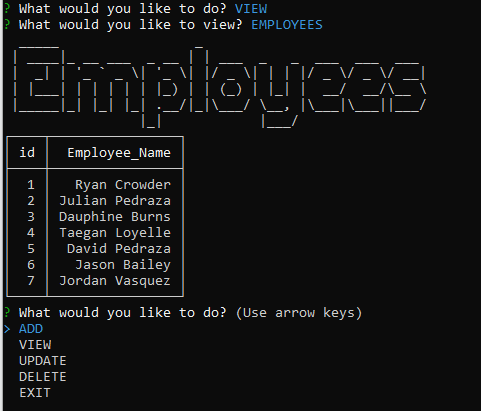 ? What would you like to do? VIEW
? What would you like to view? EMPLOYEES
Employees
id Employee_Name
1 Ryan Crowder
2 Julian Pedraza
3 Dauphine Burns
4 Taegan Loyelle
5 David Pedraza
6 Jason Bailey
7 Jordan Vasquez
? What would you like to do? (Use arrow keys)
> ADD
VIEW
UPDATE
DELETE
EXIT